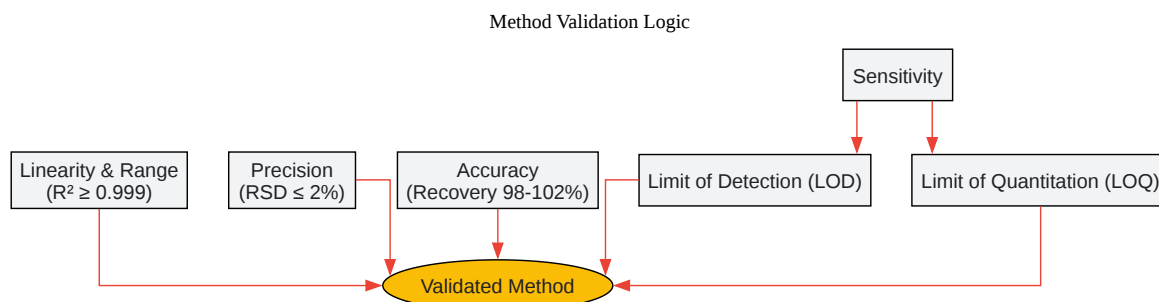 Method Validation Logic
Sensitivity
Linearity & Range
(R² ≥ 0.999)
Precision
(RSD ≤ 2%)
Accuracy
(Recovery 98-102%)
Limit of Detection (LOD)
Limit of Quantitation (LOQ)
Validated Method